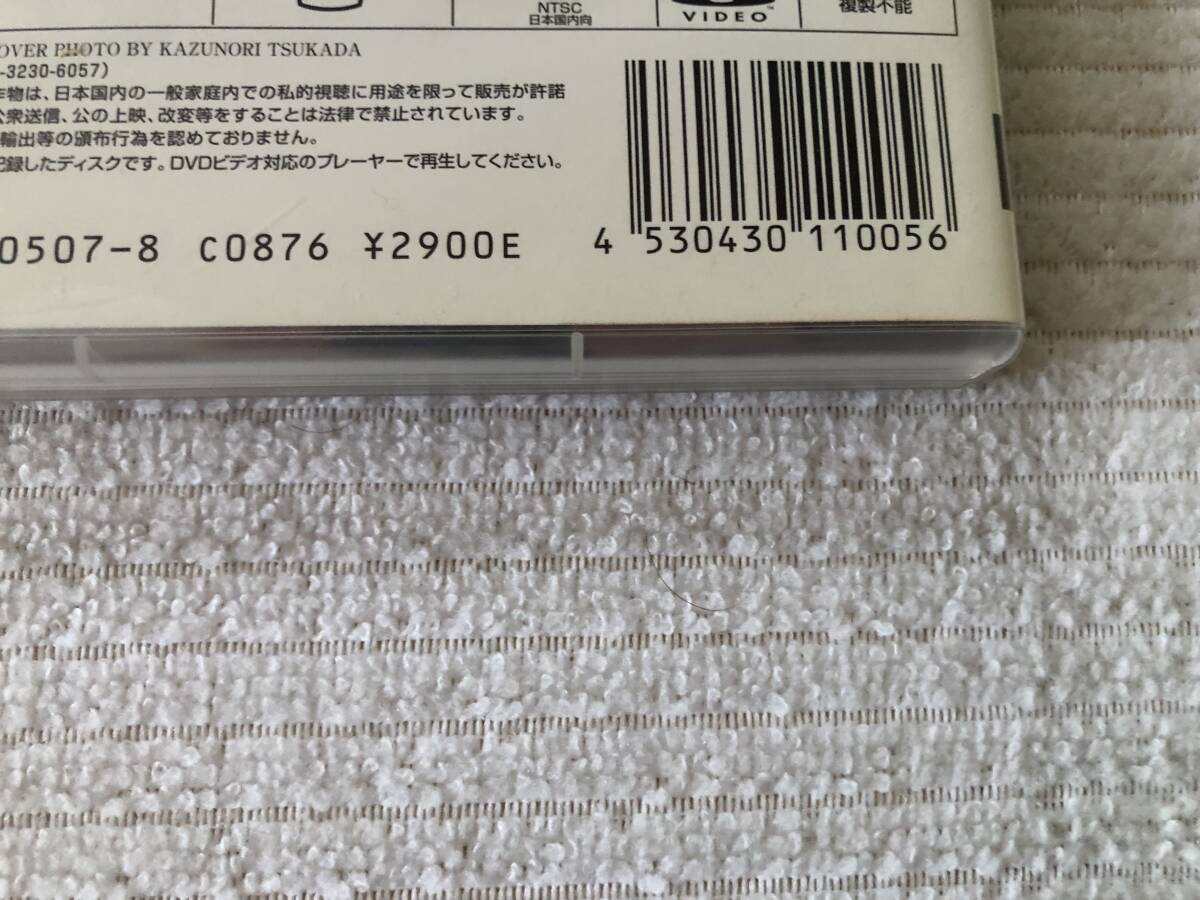 NTSC
日本国内向
VIDEO™
複製不能
OVER PHOTO BY KAZUNORI TSUKADA
-3230-6057)
作物は、日本国内の一般家庭内での私的視聴に用途を限って販売が許諾
公衆送信、公の上映、改変等をすることは法律で禁止されています。
輸出等の頒布行為を認めておりません。
記録したディスクです。DVDビデオ対応のプレーヤーで再生してください。
0507-8 C0876 ¥2900E
4 530430 110056